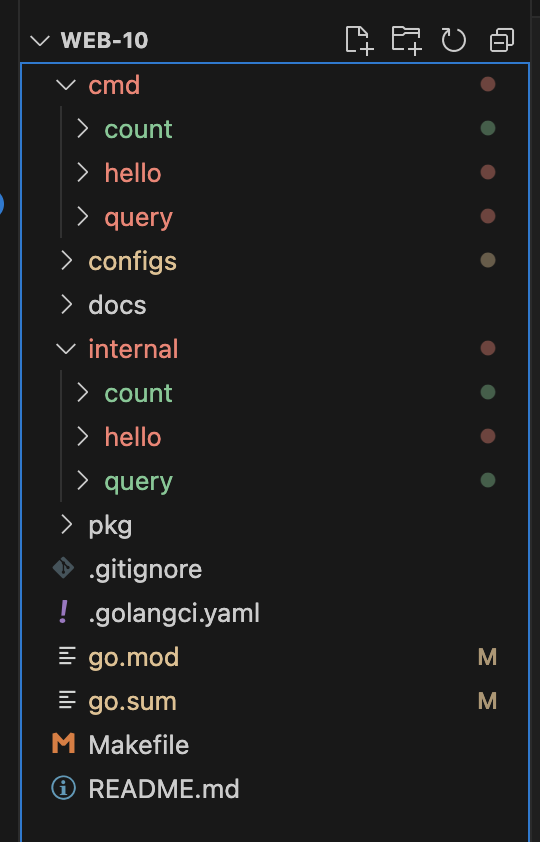 WEB-10
cmd
count
hello
query
configs
docs
internal
count
hello
query
pkg
.gitignore
.golangci.yaml
go.mod M
go.sum M
Makefile
README.md